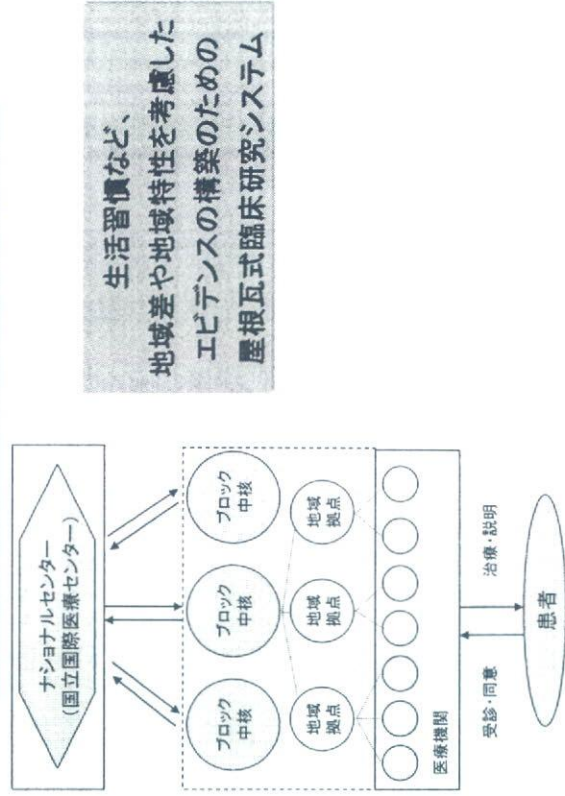 生活習慣など、
地域差や地域特性を考慮した
エビデンスの構築のための
屋根瓦式臨床研究システム
ナショナルセンター
(国立国際医療センター)
ブロック
中核
ブロック
中核
ブロック
中核
地域
拠点
地域
拠点
地域
拠点
医療機関
受診・同意
治療・説明
患者